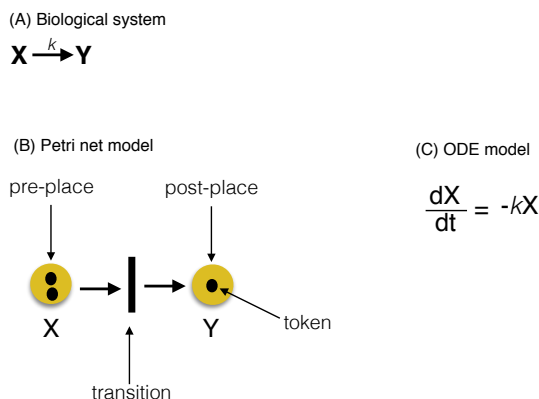 (A) Biological system
k
X Y
(B) Petri net model
(C) ODE model
pre-place
post-place
dX
dt
= -kX
X
Y
token
transition